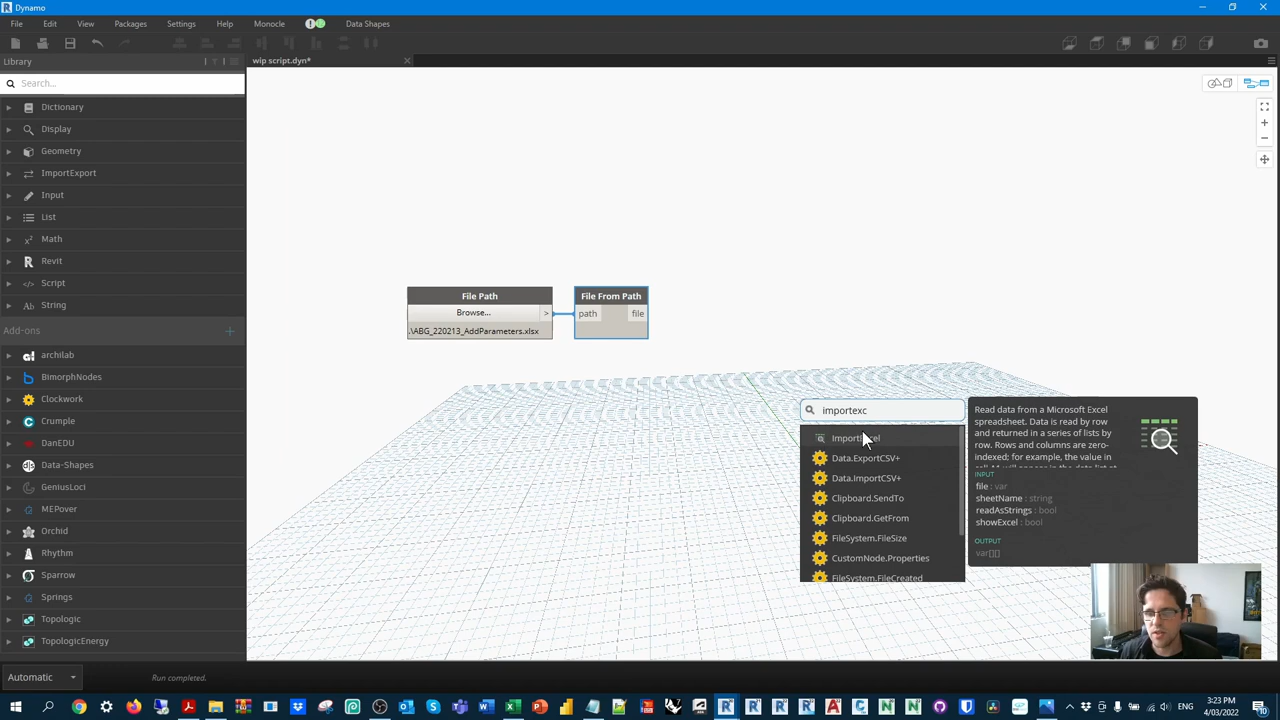 Dynamo
File Edit View Packages Settings Help Monocle Data Shapes
Library
wip script.dyn*
Search...
Dictionary
Display
Geometry
ImportExport
Input
List
Math
Revit
Script
String
Add-ons
archilab
BimorphNodes
Clockwork
Crumple
DanEDU
Data-Shapes
GeniusLoci
MEPover
Orchid
Rhythm
Sparrow
Springs
Topologic
TopologicEnergy
File Path
Browse... >
.\ABG_220213_AddParameters.xlsx
File From Path
path file
importexc
Data.ExportCSV+
Data.ImportCSV+
Clipboard.SendTo
Clipboard.GetFrom
FileSystem.FileSize
CustomNode.Properties
FileSystem.FileCreated
Read data from a Microsoft Excel
spreadsheet. Data is read by row
and returned in a series of lists by
row. Rows and columns are zero-
indexed; for example, the value in
INPUT
file : var
sheetName : string
readAsStrings : bool
showExcel : bool
OUTPUT
var[][]
Automatic
Run completed.
3:23 PM
4/03/2022